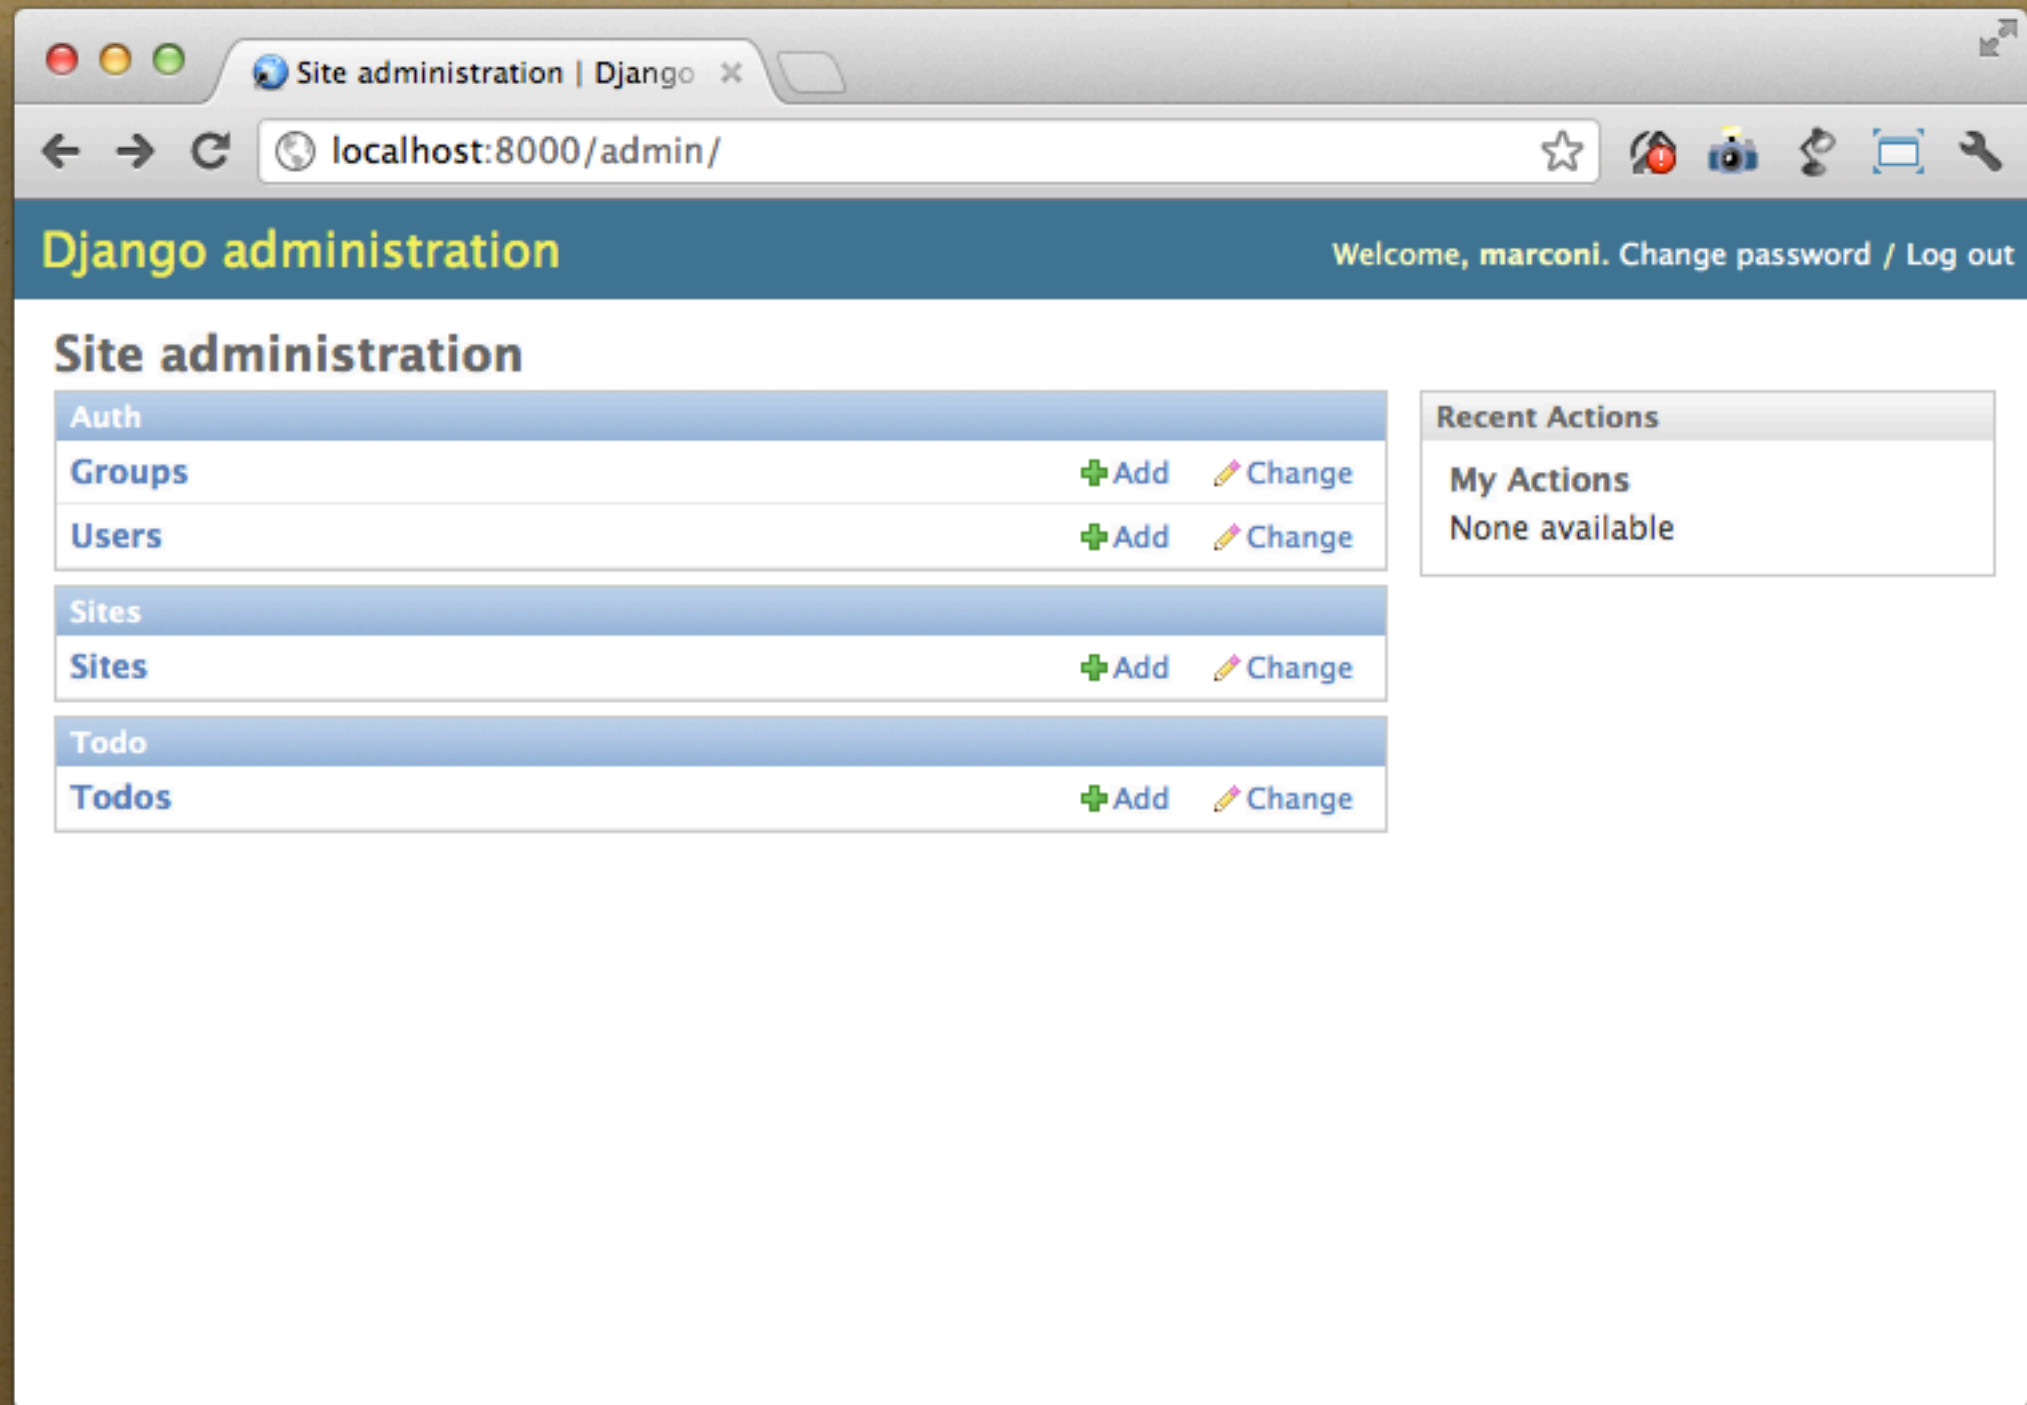 Site administration | Django
localhost:8000/admin/
Django administration
Welcome, marconi. Change password / Log out
Site administration
Auth
Groups Add Change
Users Add Change
Sites
Sites Add Change
Todo
Todos Add Change
Recent Actions
My Actions
None available